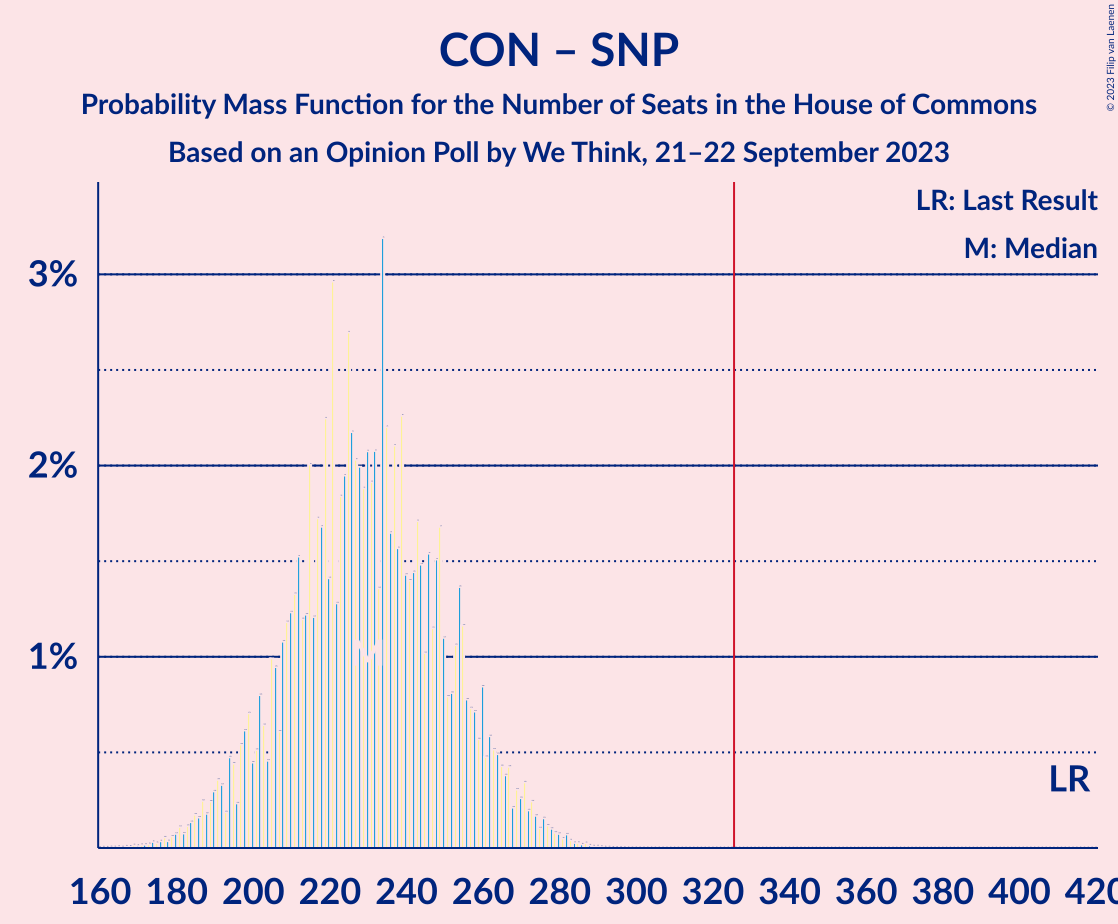 CON – SNP
Probability Mass Function for the Number of Seats in the House of Commons
Based on an Opinion Poll by We Think, 21–22 September 2023
© 2023 Filip van Laenen
LR: Last Result
M: Median
3%
2%
1%
M
LR
160 180 200 220 240 260 280 300 320 340 360 380 400 420